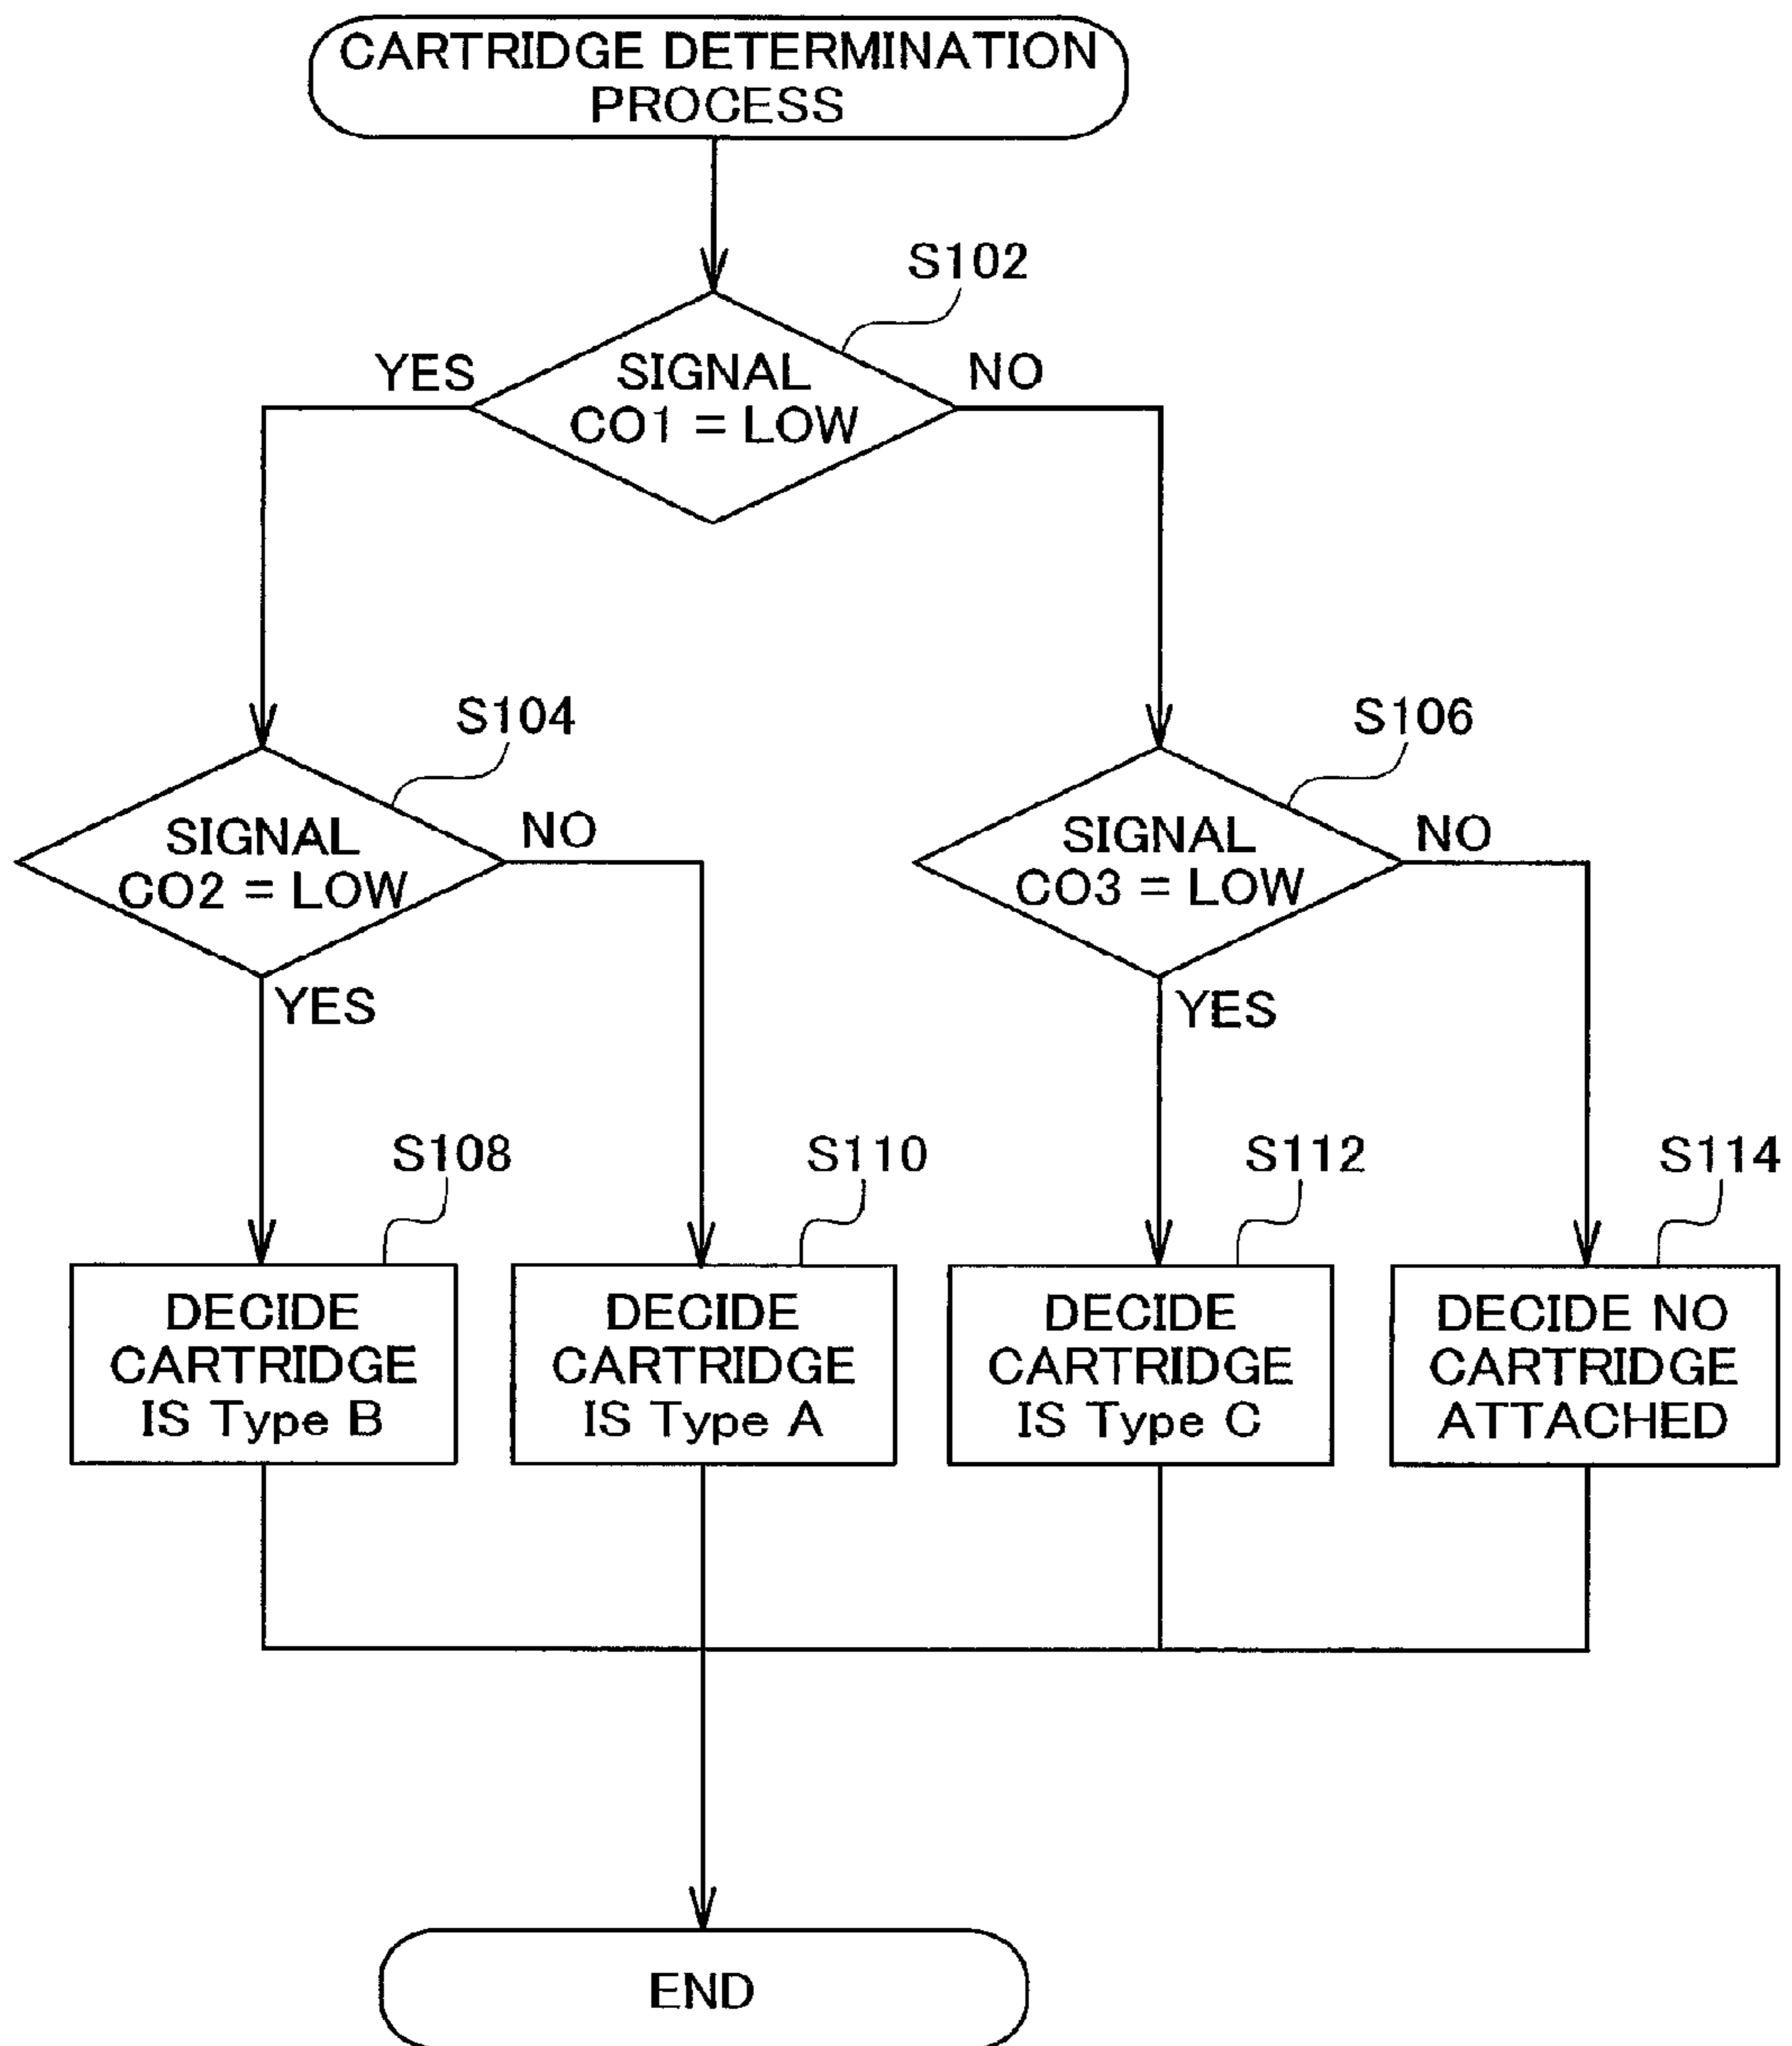 CARTRIDGE DETERMINATION
PROCESS
S102
YES
SIGNAL
CO1 = LOW
NO
S104
SIGNAL
CO2 = LOW
NO
YES
S106
SIGNAL
CO3 = LOW
NO
YES
S108
DECIDE
CARTRIDGE
IS Type B
S110
DECIDE
CARTRIDGE
IS Type A
S112
DECIDE
CARTRIDGE
IS Type C
S114
DECIDE NO
CARTRIDGE
ATTACHED
END